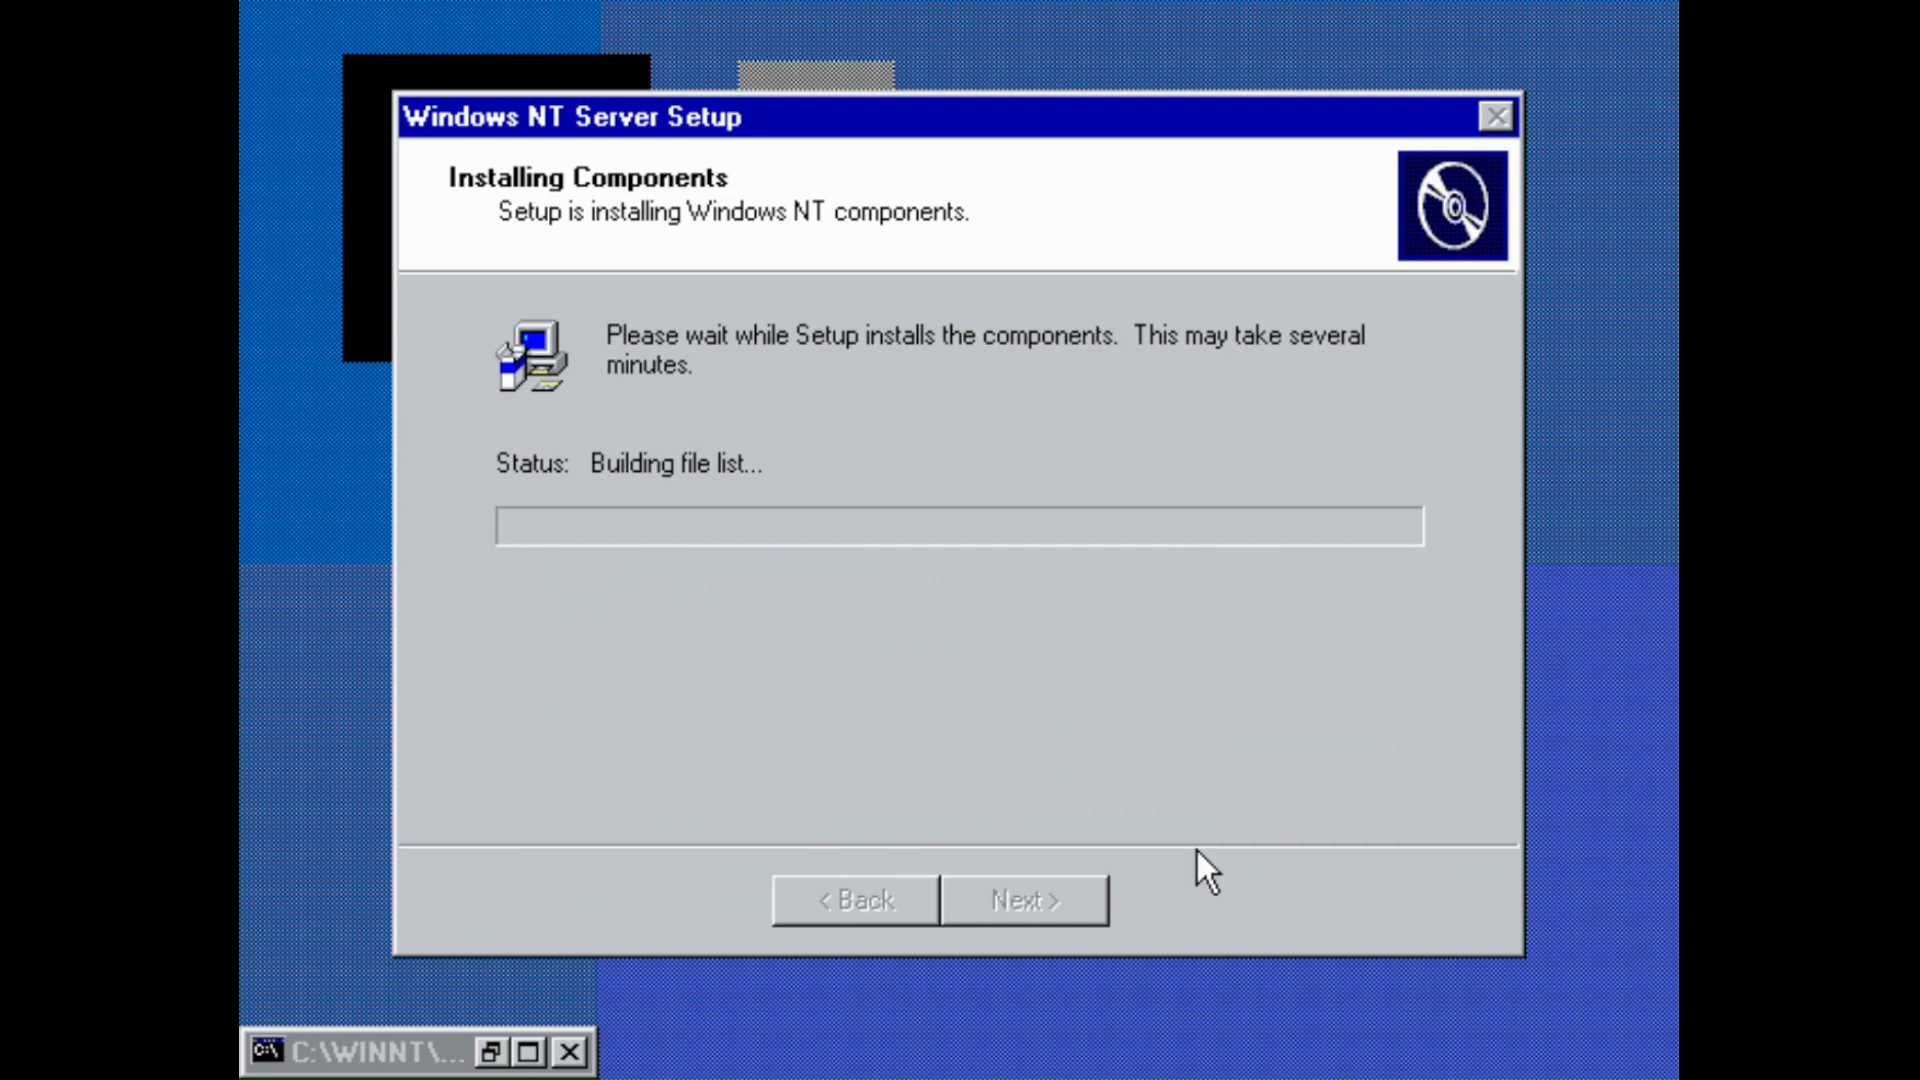 Windows NT Server Setup
Installing Components
Setup is installing Windows NT components.
Please wait while Setup installs the components. This may take several
minutes.
Status: Building file list...
< Back
Next >
C:\WINNT\...